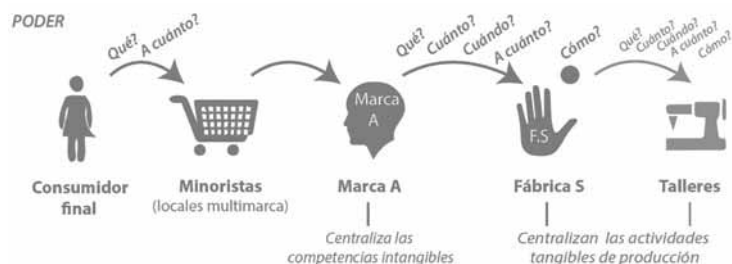 PODER
Qué?
A cuánto?
Qué?
Cuánto?
Cuándo?
A cuánto?
Cómo?
Qué?
Cuánto?
Cuándo?
A cuánto?
Cómo?
Marca
A
F.S
Consumidor
final
Minoristas
(locales multimarca)
Marca A
Fábrica S
Talleres
Centraliza las
competencias intangibles
Centralizan las actividades
tangibles de producción